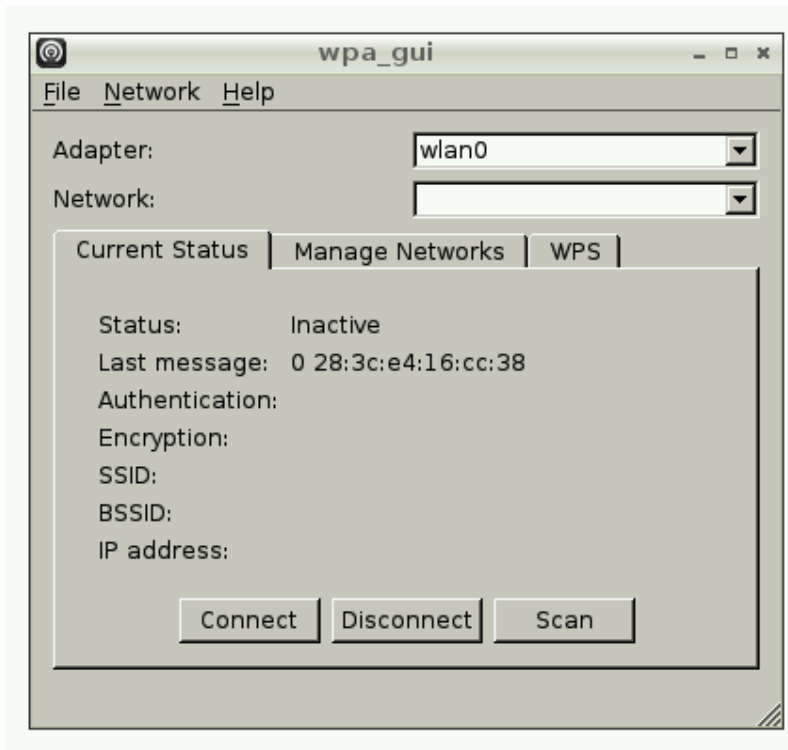 wpa_gui
File Network Help
Adapter: wlan0
Network:
Current Status Manage Networks WPS
Status: Inactive
Last message: 0 28:3c:e4:16:cc:38
Authentication:
Encryption:
SSID:
BSSID:
IP address:
Connect Disconnect Scan